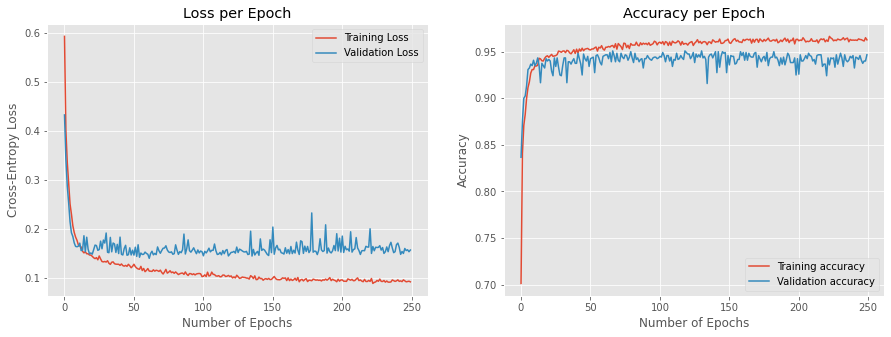 Loss per Epoch
Training Loss
Validation Loss
Cross-Entropy Loss
0.6
0.5
0.4
0.3
0.2
0.1
0 50 100 150 200 250
Number of Epochs
Accuracy per Epoch
Accuracy
0.95
0.90
0.85
0.80
0.75
0.70
Training accuracy
Validation accuracy
0 50 100 150 200 250
Number of Epochs